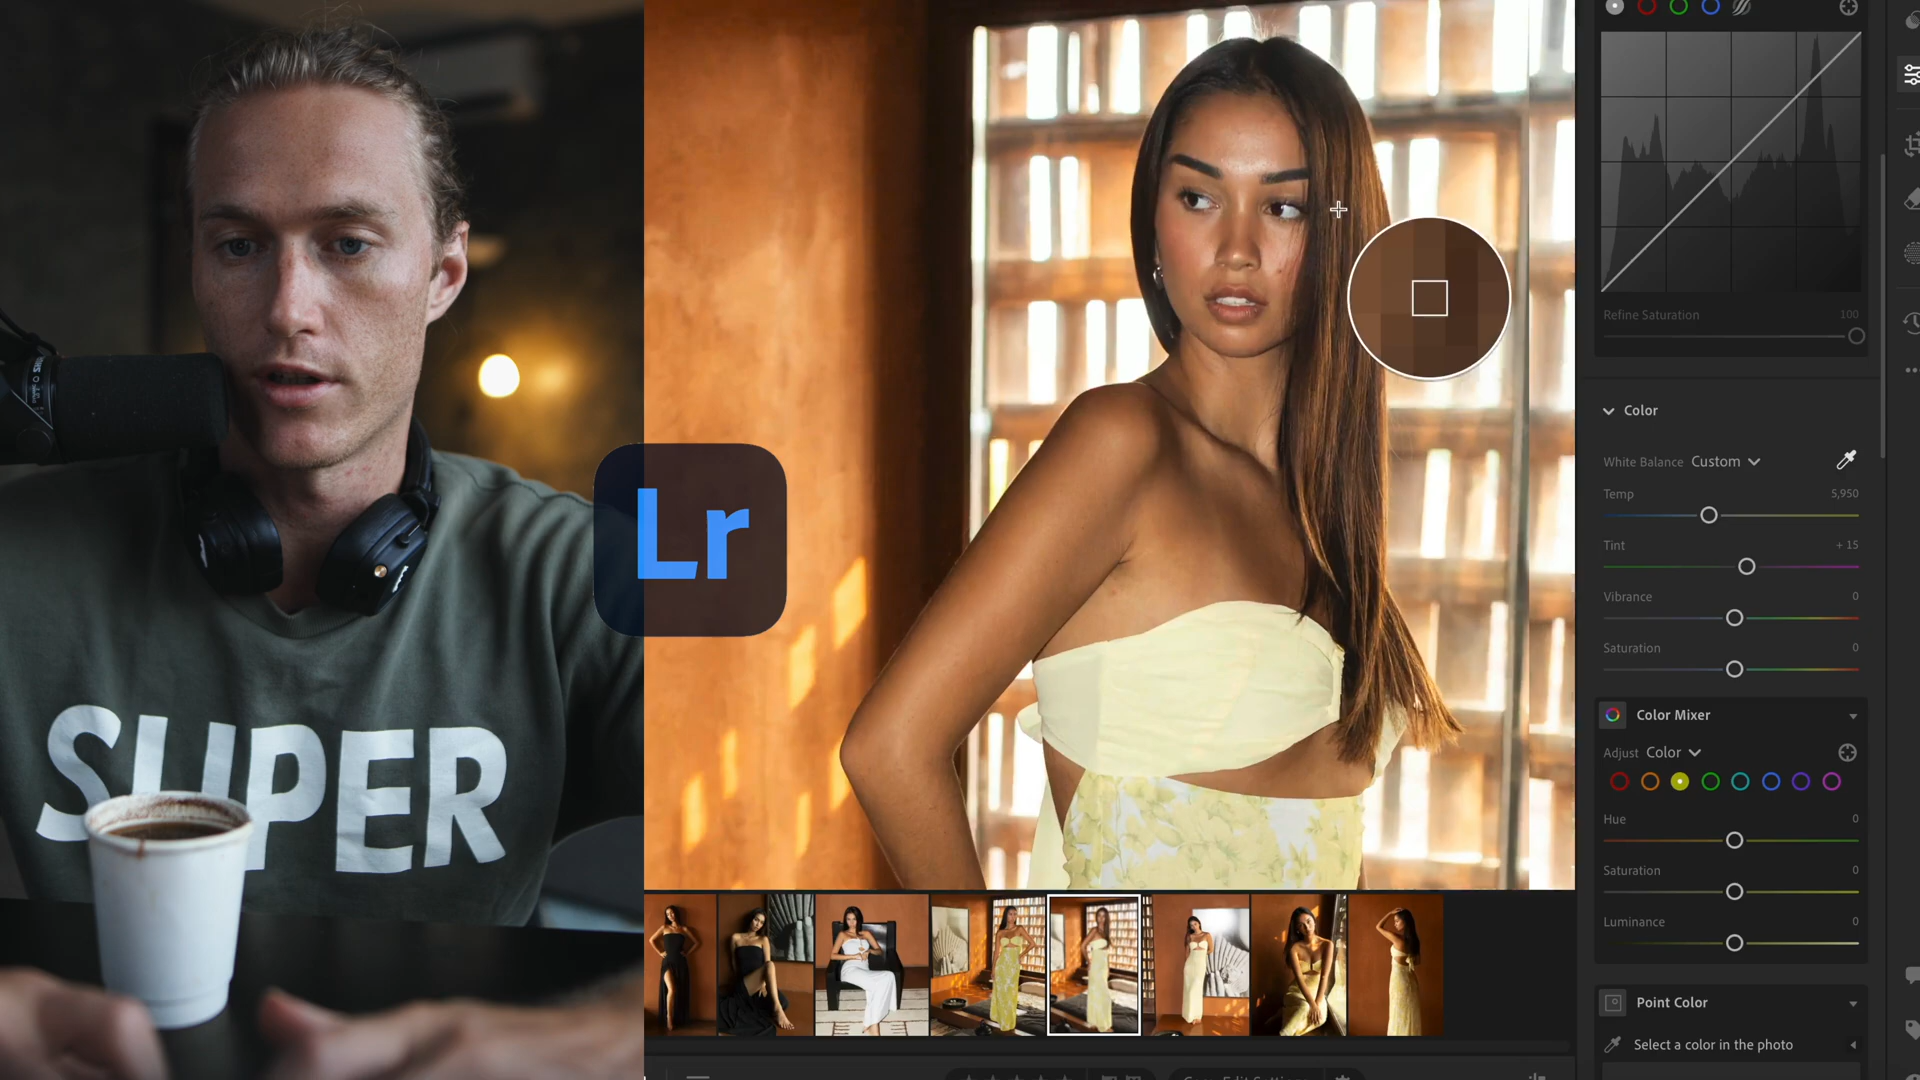 SUPER
Lr
Refine Saturation 100
Color
White Balance Custom
Temp 5,950
Tint + 15
Vibrance 0
Saturation 0
Color Mixer
Adjust Color
Hue 0
Saturation 0
Luminance 0
Point Color
Select a color in the photo